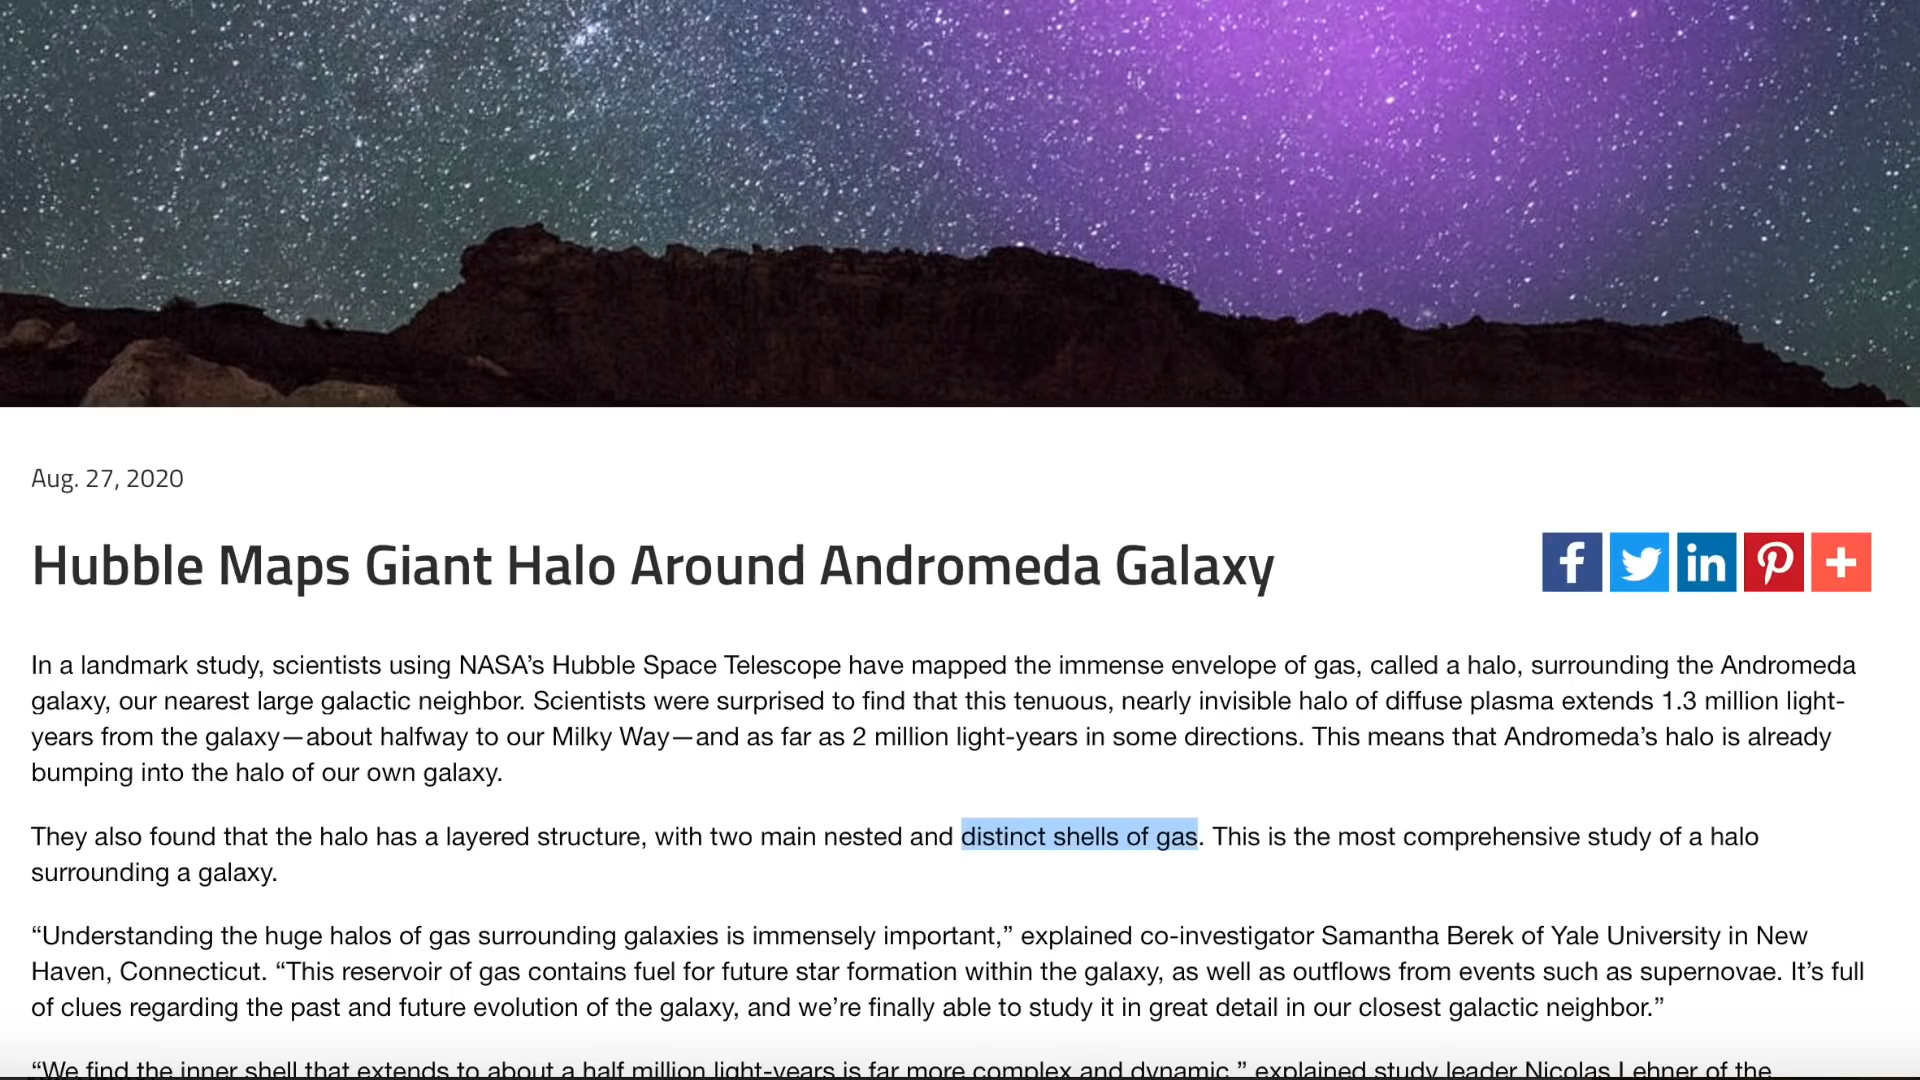 Aug. 27, 2020
Hubble Maps Giant Halo Around Andromeda Galaxy
In a landmark study, scientists using NASA’s Hubble Space Telescope have mapped the immense envelope of gas, called a halo, surrounding the Andromeda
galaxy, our nearest large galactic neighbor. Scientists were surprised to find that this tenuous, nearly invisible halo of diffuse plasma extends 1.3 million light-
years from the galaxy—about halfway to our Milky Way—and as far as 2 million light-years in some directions. This means that Andromeda’s halo is already
bumping into the halo of our own galaxy.
They also found that the halo has a layered structure, with two main nested and distinct shells of gas. This is the most comprehensive study of a halo
surrounding a galaxy.
“Understanding the huge halos of gas surrounding galaxies is immensely important,” explained co-investigator Samantha Berek of Yale University in New
Haven, Connecticut. “This reservoir of gas contains fuel for future star formation within the galaxy, as well as outflows from events such as supernovae. It’s full
of clues regarding the past and future evolution of the galaxy, and we’re finally able to study it in great detail in our closest galactic neighbor.”
“We find the inner shell that extends to about a half million light-years is far more complex and dynamic,” explained study leader Nicolas Lehner of the